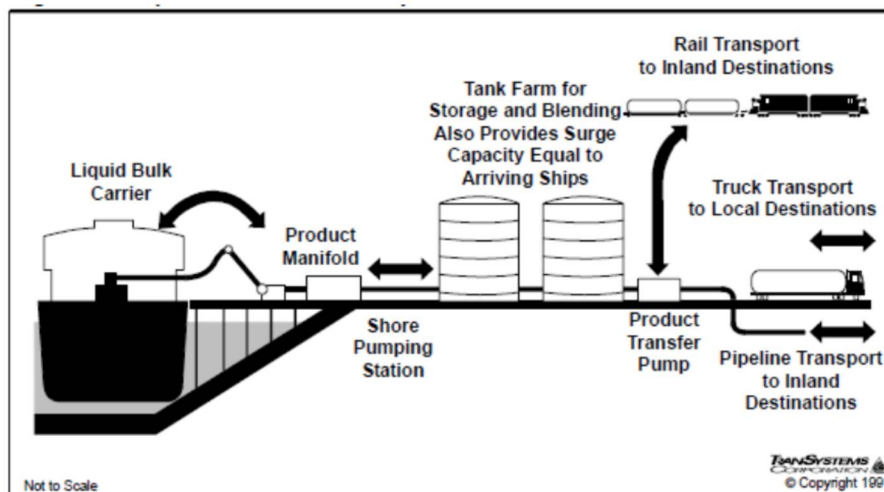 Rail Transport
to Inland Destinations
Tank Farm for
Storage and Blending
Also Provides Surge
Capacity Equal to
Arriving Ships
Liquid Bulk
Carrier
Truck Transport
to Local Destinations
Product
Manifold
Shore
Pumping
Station
Product
Transfer
Pump
Pipeline Transport
to Inland
Destinations
TRANSYSTEMS
CORPORATION
Not to Scale
© Copyright 199